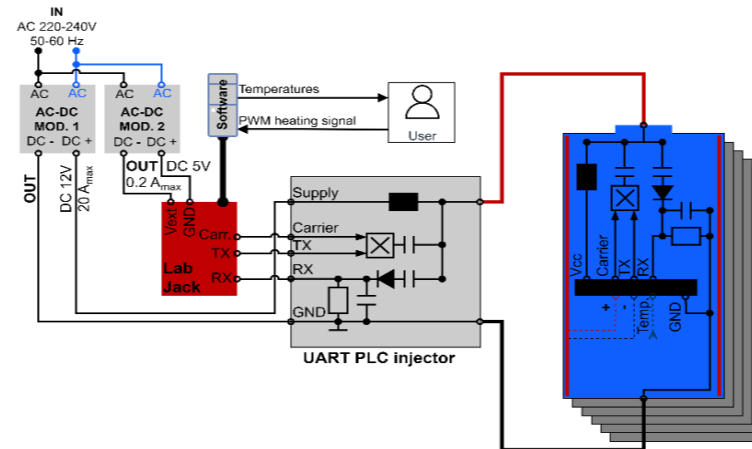 IN
AC 220-240V
50-60 Hz
AC
AC
AC
AC
AC-DC
MOD. 1
AC-DC
MOD. 2
DC -
DC +
DC -
DC +
OUT
DC 12V
20 Amax
OUT
DC 5V
0.2 Amax
Software
Temperatures
PWM heating signal
User
Vext
GND
Carr.
TX
RX
Lab
Jack
Supply
Carrier
TX
RX
GND
UART PLC injector
Vcc
Carrier
TX
RX
+
-
Temp.
GND